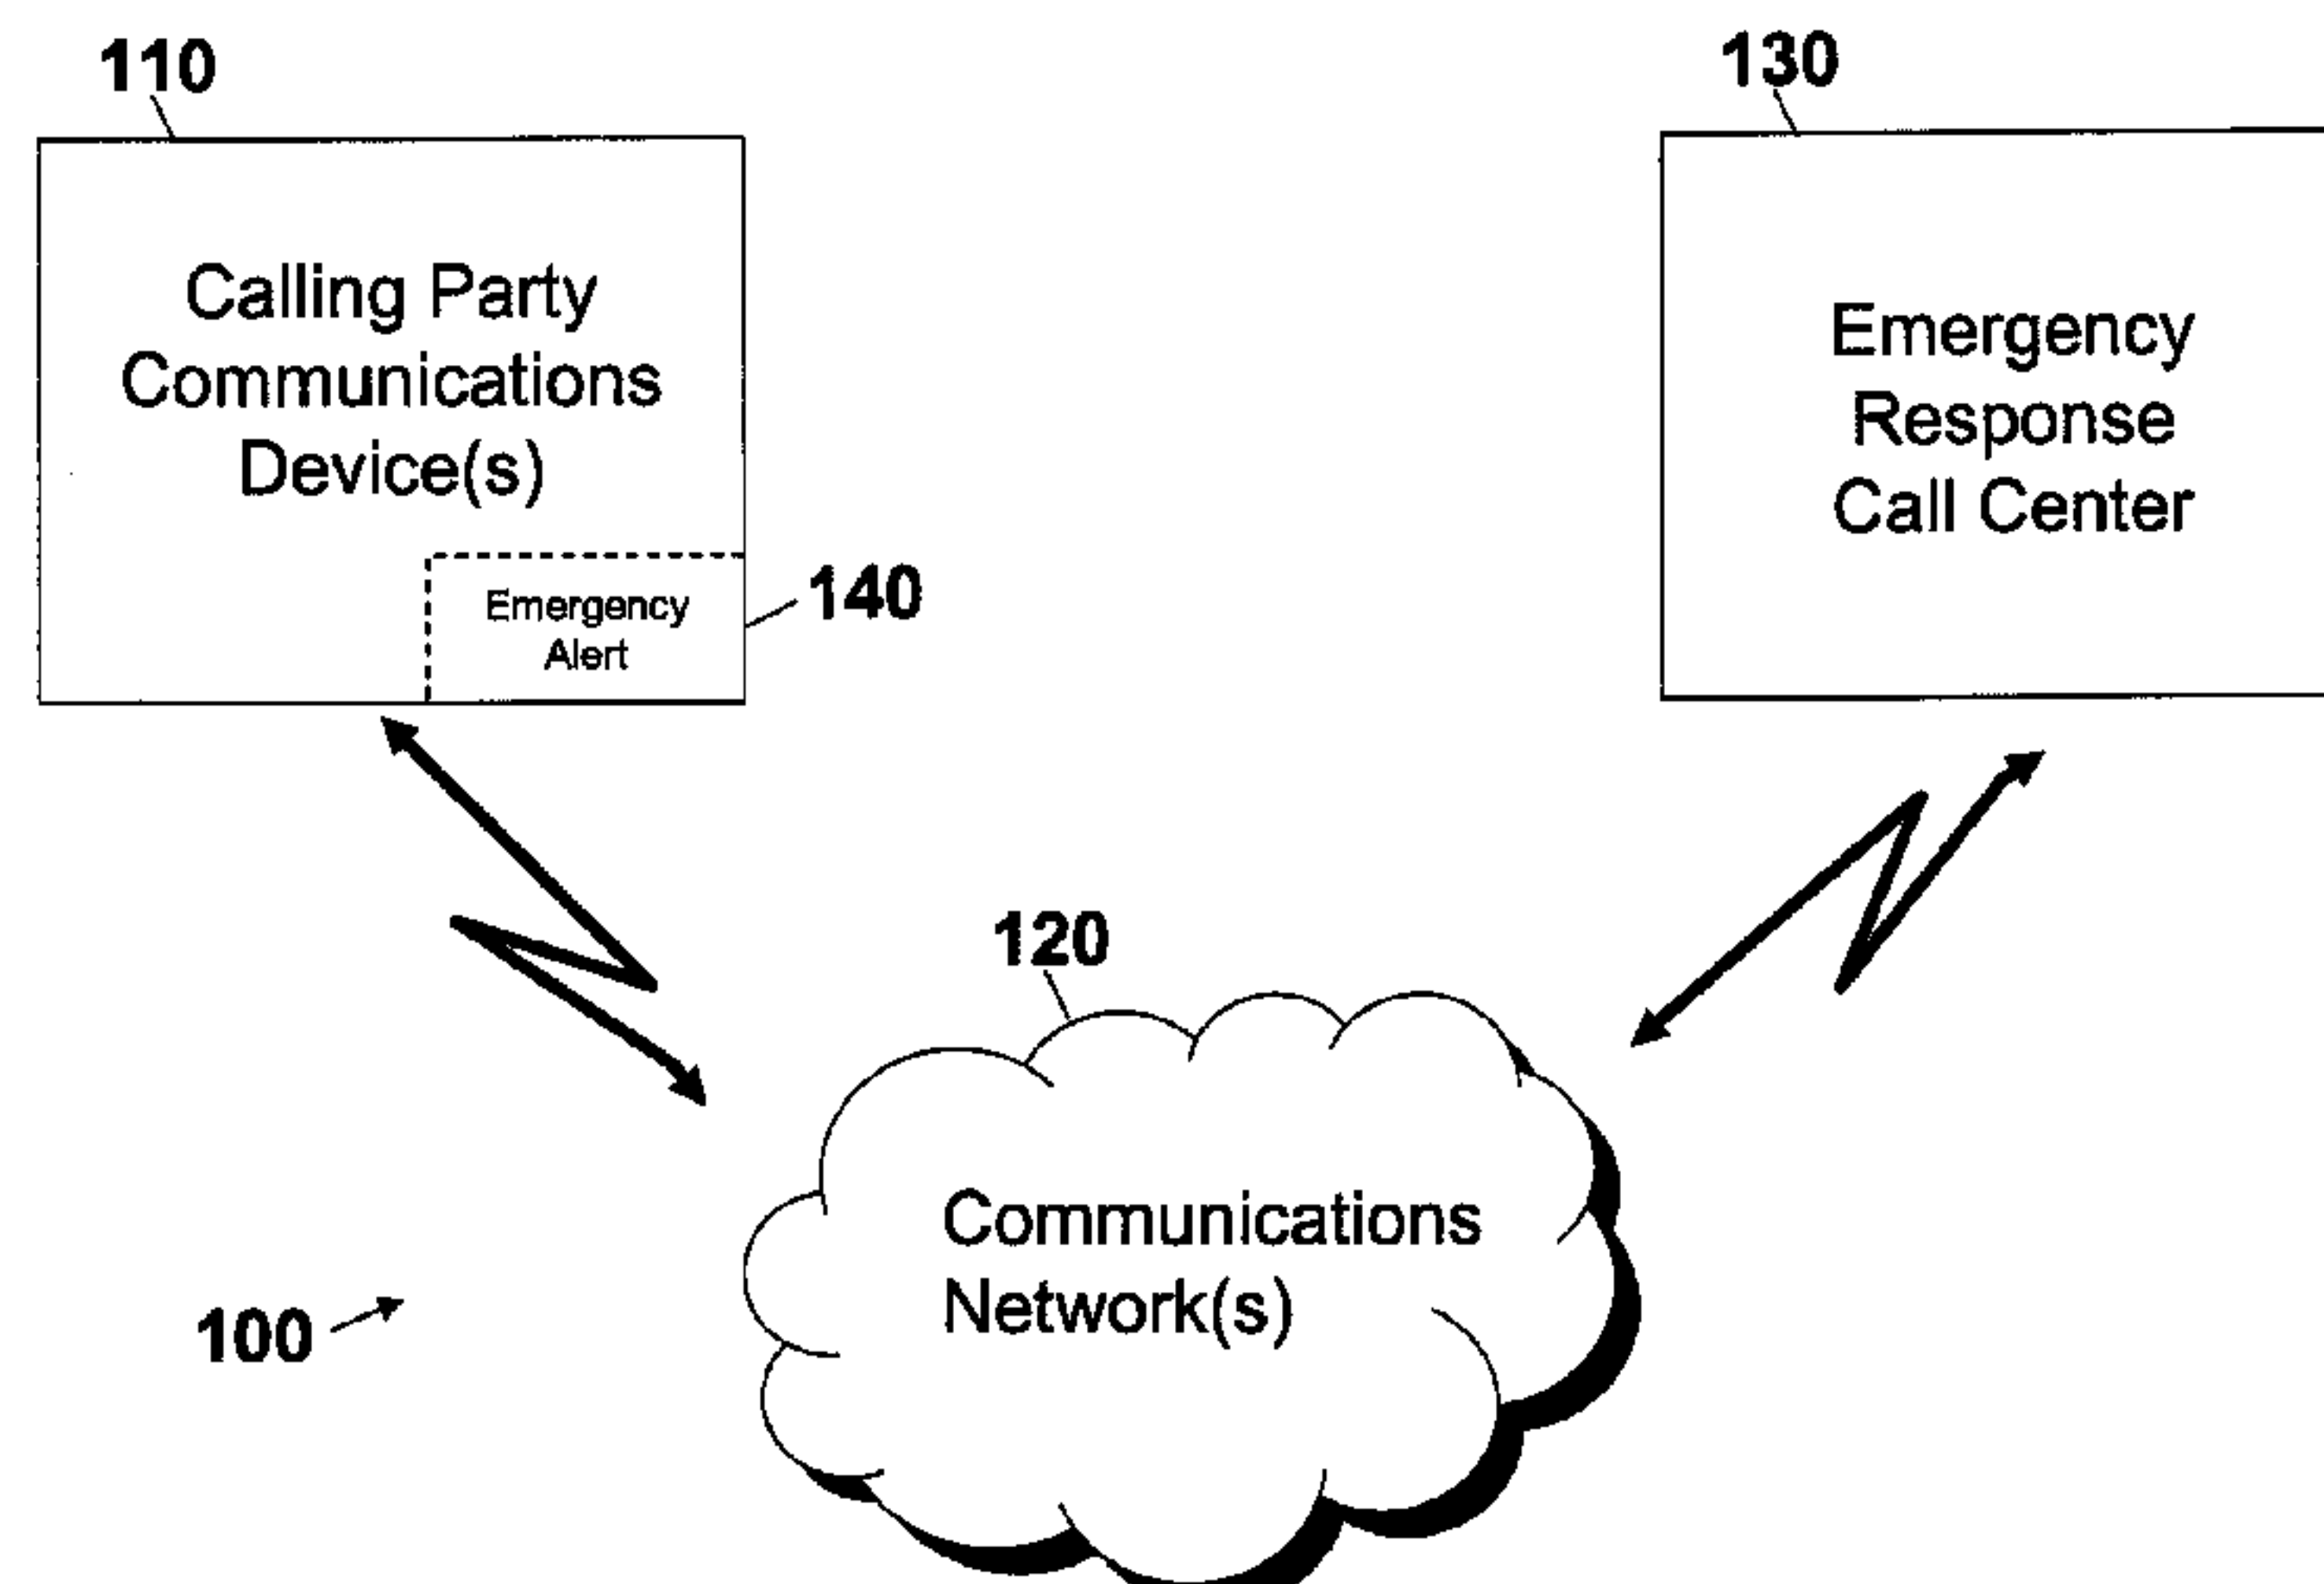 110
130
Calling Party
Communications
Device(s)
Emergency
Response
Call Center
Emergency
Alert
140
120
Communications
Network(s)
100